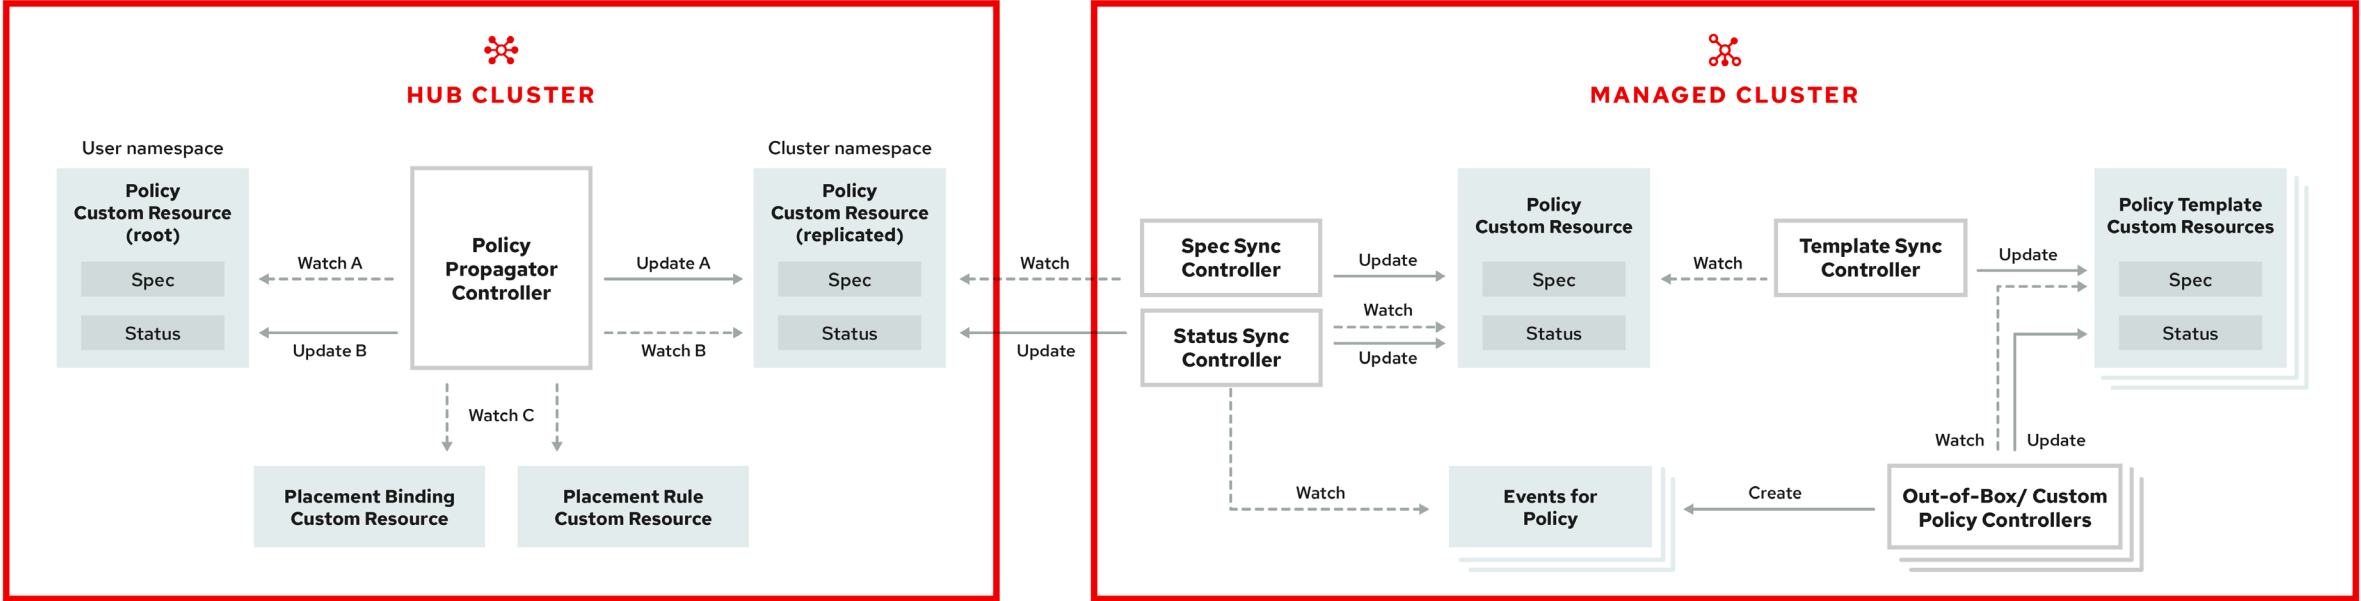 HUB CLUSTER
User namespace
Policy
Custom Resource
(root)
Spec
Status
Watch A
Update B
Policy
Propagator
Controller
Update A
Watch B
Cluster namespace
Policy
Custom Resource
(replicated)
Spec
Status
Watch C
Placement Binding
Custom Resource
Placement Rule
Custom Resource
Watch
Update
MANAGED CLUSTER
Spec Sync
Controller
Status Sync
Controller
Update
Watch
Update
Policy
Custom Resource
Spec
Status
Watch
Template Sync
Controller
Update
Policy Template
Custom Resources
Spec
Status
Watch
Update
Watch
Events for
Policy
Create
Out-of-Box/ Custom
Policy Controllers